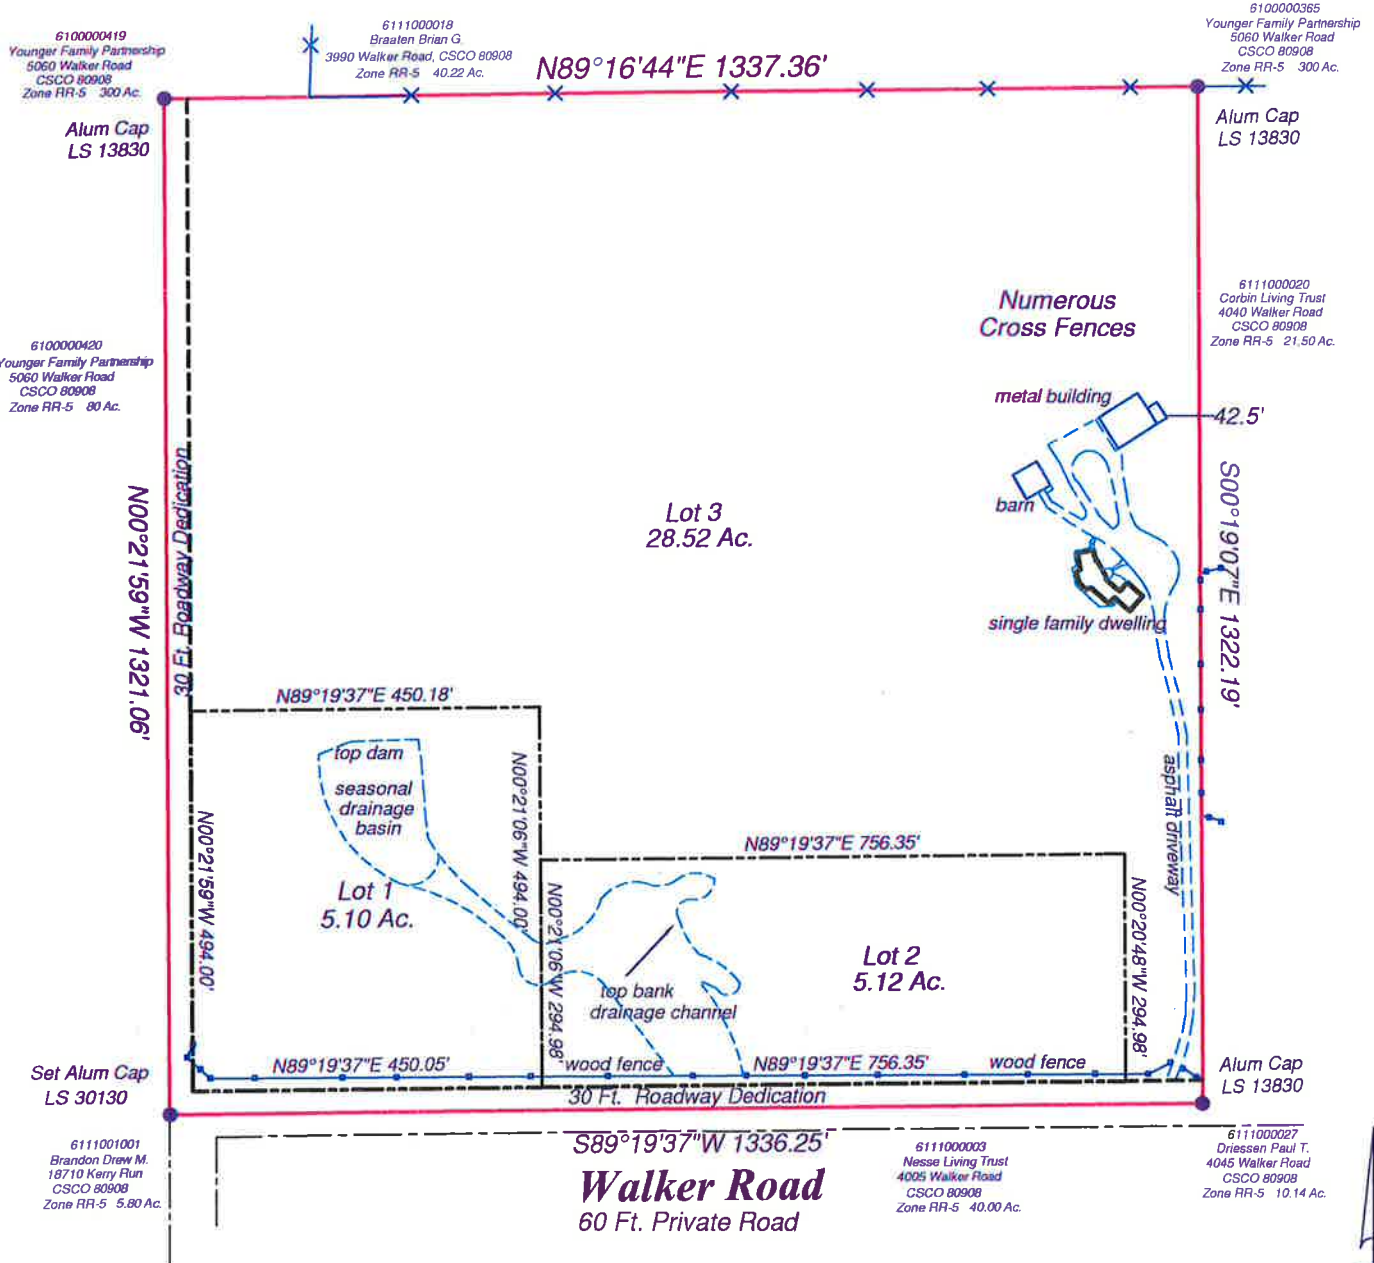 6100000419
Younger Family Partnership
5060 Walker Road
CSCO 80908
Zone RR-5 300 Ac.
6111000018
Braaten Brian G.
3990 Walker Road, CSCO 80908
Zone RR-5 40.22 Ac.
N89°16'44"E 1337.36'
6100000365
Younger Family Partnership
5060 Walker Road
CSCO 80908
Zone RR-5 300 Ac.
Alum Cap
LS 13830
Alum Cap
LS 13830
Numerous
Cross Fences
6111000020
Corbin Living Trust
4040 Walker Road
CSCO 80908
Zone RR-5 21.50 Ac.
6100000420
Younger Family Partnership
5060 Walker Road
CSCO 80908
Zone RR-5 80 Ac.
metal building
42.5'
barn
single family dwelling
Lot 3
28.52 Ac.
N00°21'59"W 1321.06'
30 Ft. Roadway Dedication
S00°19'07"E 1322.19'
N89°19'37"E 450.18'
top dam
seasonal
drainage
basin
N00°21'06"W 494.00'
N00°21'59"W 494.00'
Lot 1
5.10 Ac.
N89°19'37"E 756.35'
asphalt driveway
N00°21'06"W 294.98'
Lot 2
5.12 Ac.
N00°20'48"W 294.98'
top bank
drainage channel
Set Alum Cap
LS 30130
N89°19'37"E 450.05'
wood fence
N89°19'37"E 756.35'
wood fence
Alum Cap
LS 13830
30 Ft. Roadway Dedication
6111001001
Brandon Drew M.
18710 Kerry Run
CSCO 80908
Zone RR-5 5.80 Ac.
S89°19'37"W 1336.25'
Walker Road
60 Ft. Private Road
6111000003
Nesse Living Trust
4005 Walker Road
CSCO 80908
Zone RR-5 40.00 Ac.
6111000027
Driessen Paul T.
4045 Walker Road
CSCO 80908
Zone RR-5 10.14 Ac.